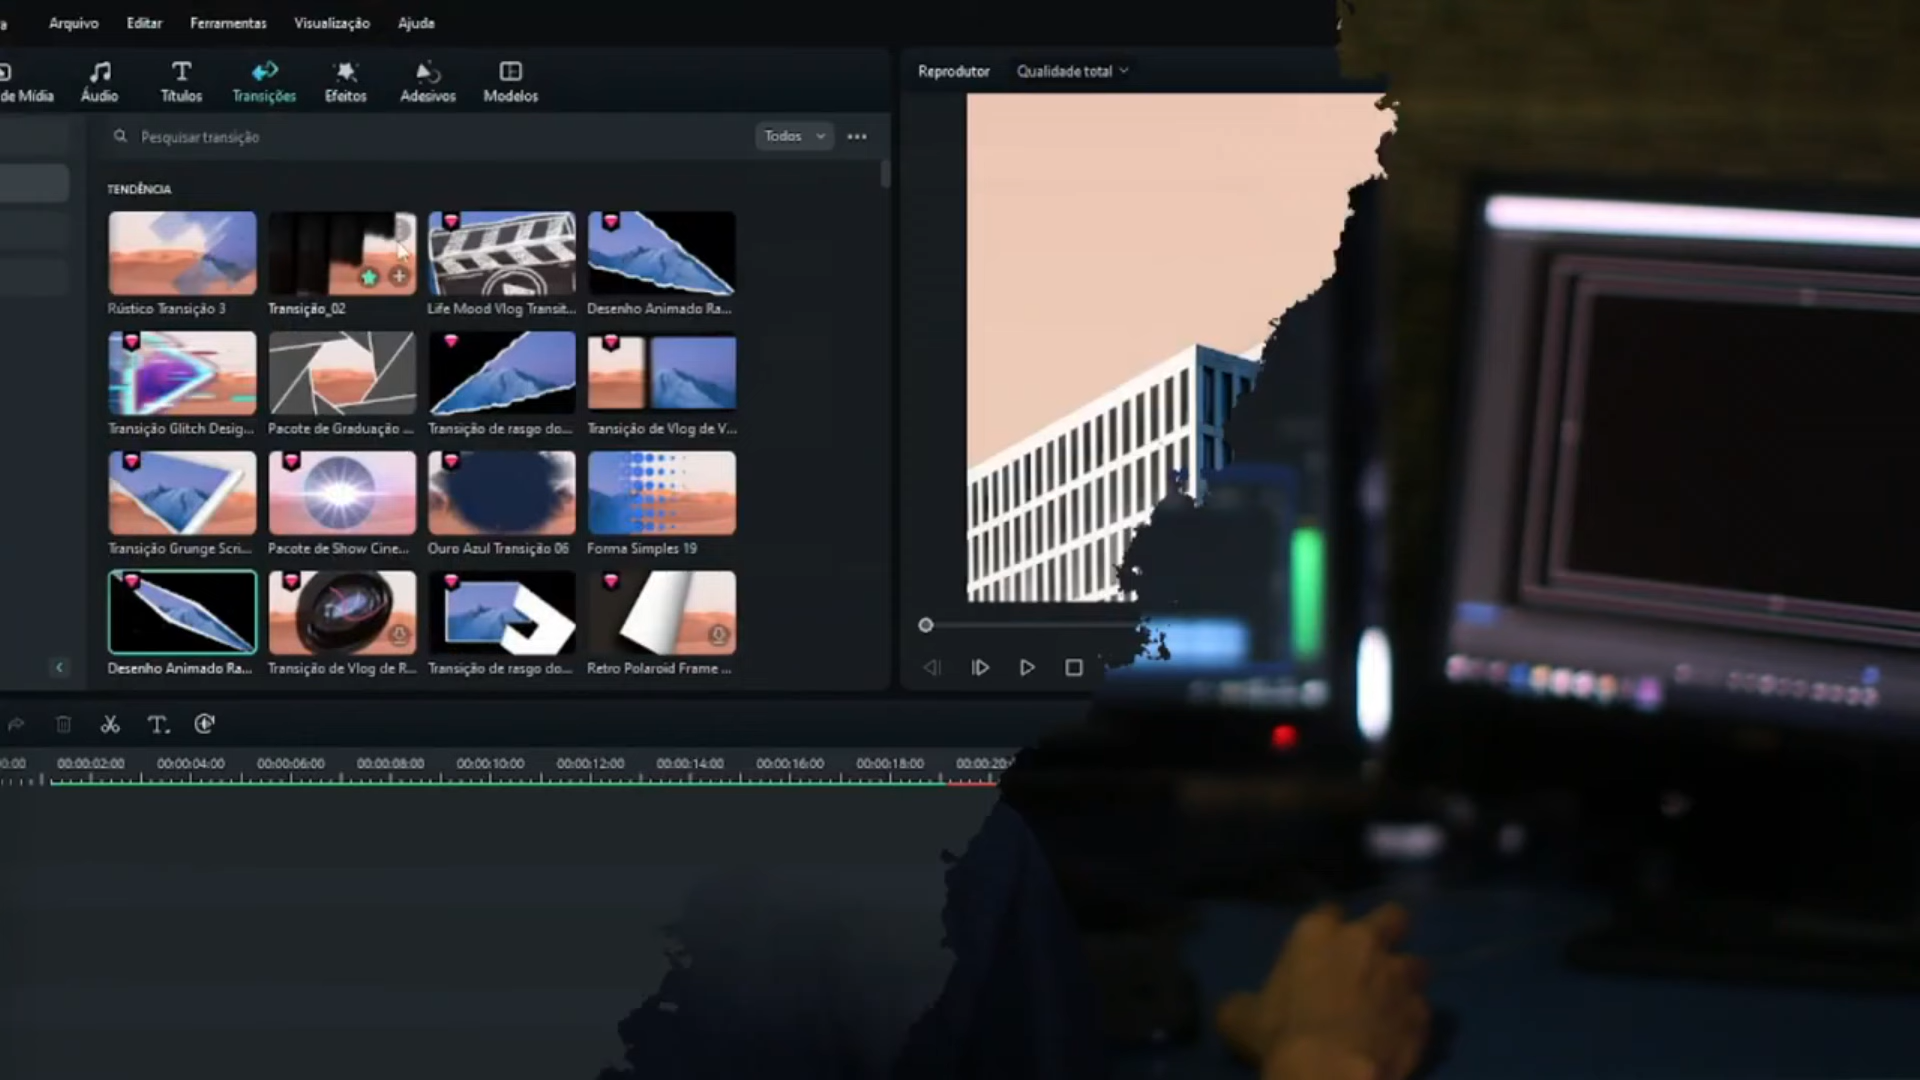 a Arquivo Editar Ferramentas Visualização Ajuda
de Mídia Áudio Títulos Transições Efeitos Adesivos Modelos
Reprodutor Qualidade total
Pesquisar transição Todos
TENDÊNCIA
Rústico Transição 3 Transição_02 Life Mood Vlog Transit... Desenho Animado Ra...
Transição Glitch Desig... Pacote de Graduação ... Transição de rasgo do... Transição de Vlog de V...
Transição Grunge Scri... Pacote de Show Cine... Ouro Azul Transição 06 Forma Simples 19
Desenho Animado Ra... Transição de Vlog de R... Transição de rasgo do... Retro Polaroid Frame ...
0:00 00:00:02:00 00:00:04:00 00:00:06:00 00:00:08:00 00:00:10:00 00:00:12:00 00:00:14:00 00:00:16:00 00:00:18:00 00:00:20: